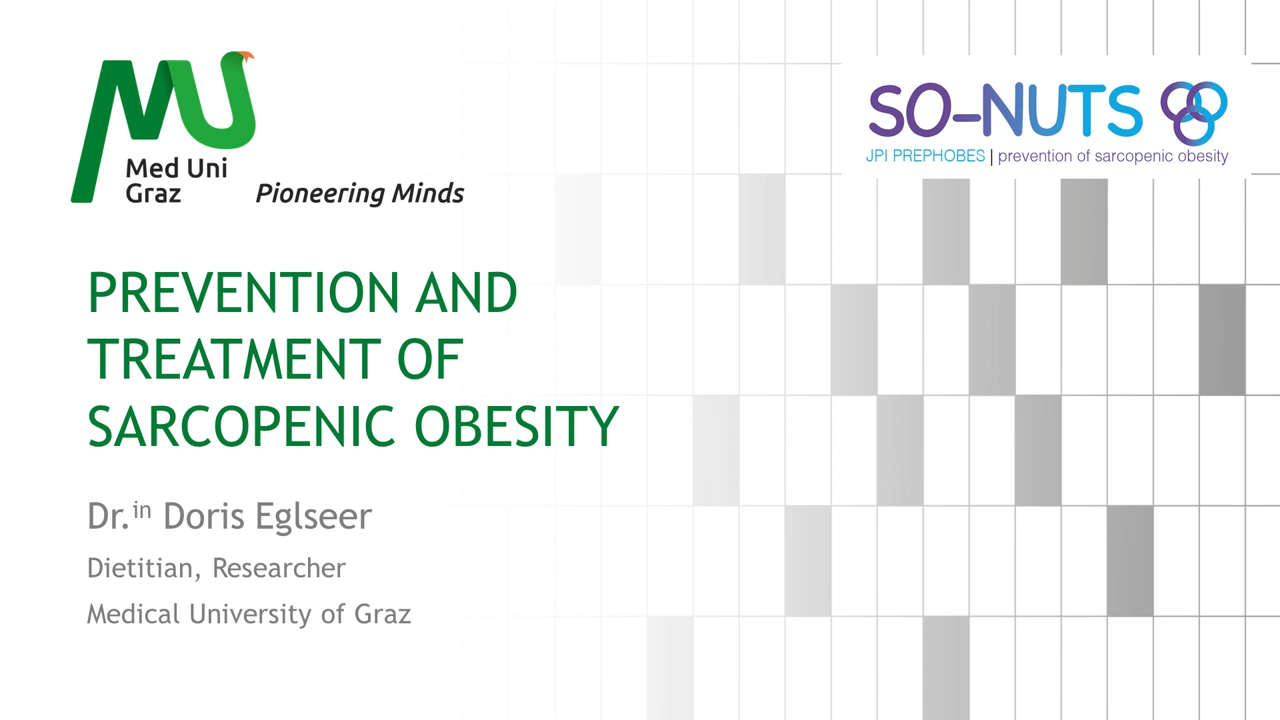 MU
Med Uni
Graz
Pioneering Minds
SO-NUTS
JPI PREPHOBES | prevention of sarcopenic obesity
PREVENTION AND
TREATMENT OF
SARCOPENIC OBESITY
Dr.in Doris Eglseer
Dietitian, Researcher
Medical University of Graz